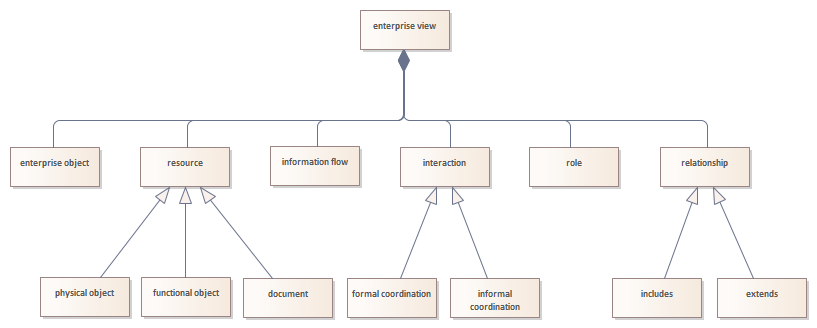 enterprise view
enterprise object
resource
information flow
interaction
role
relationship
physical object
functional object
document
formal coordination
informal
coordination
includes
extends